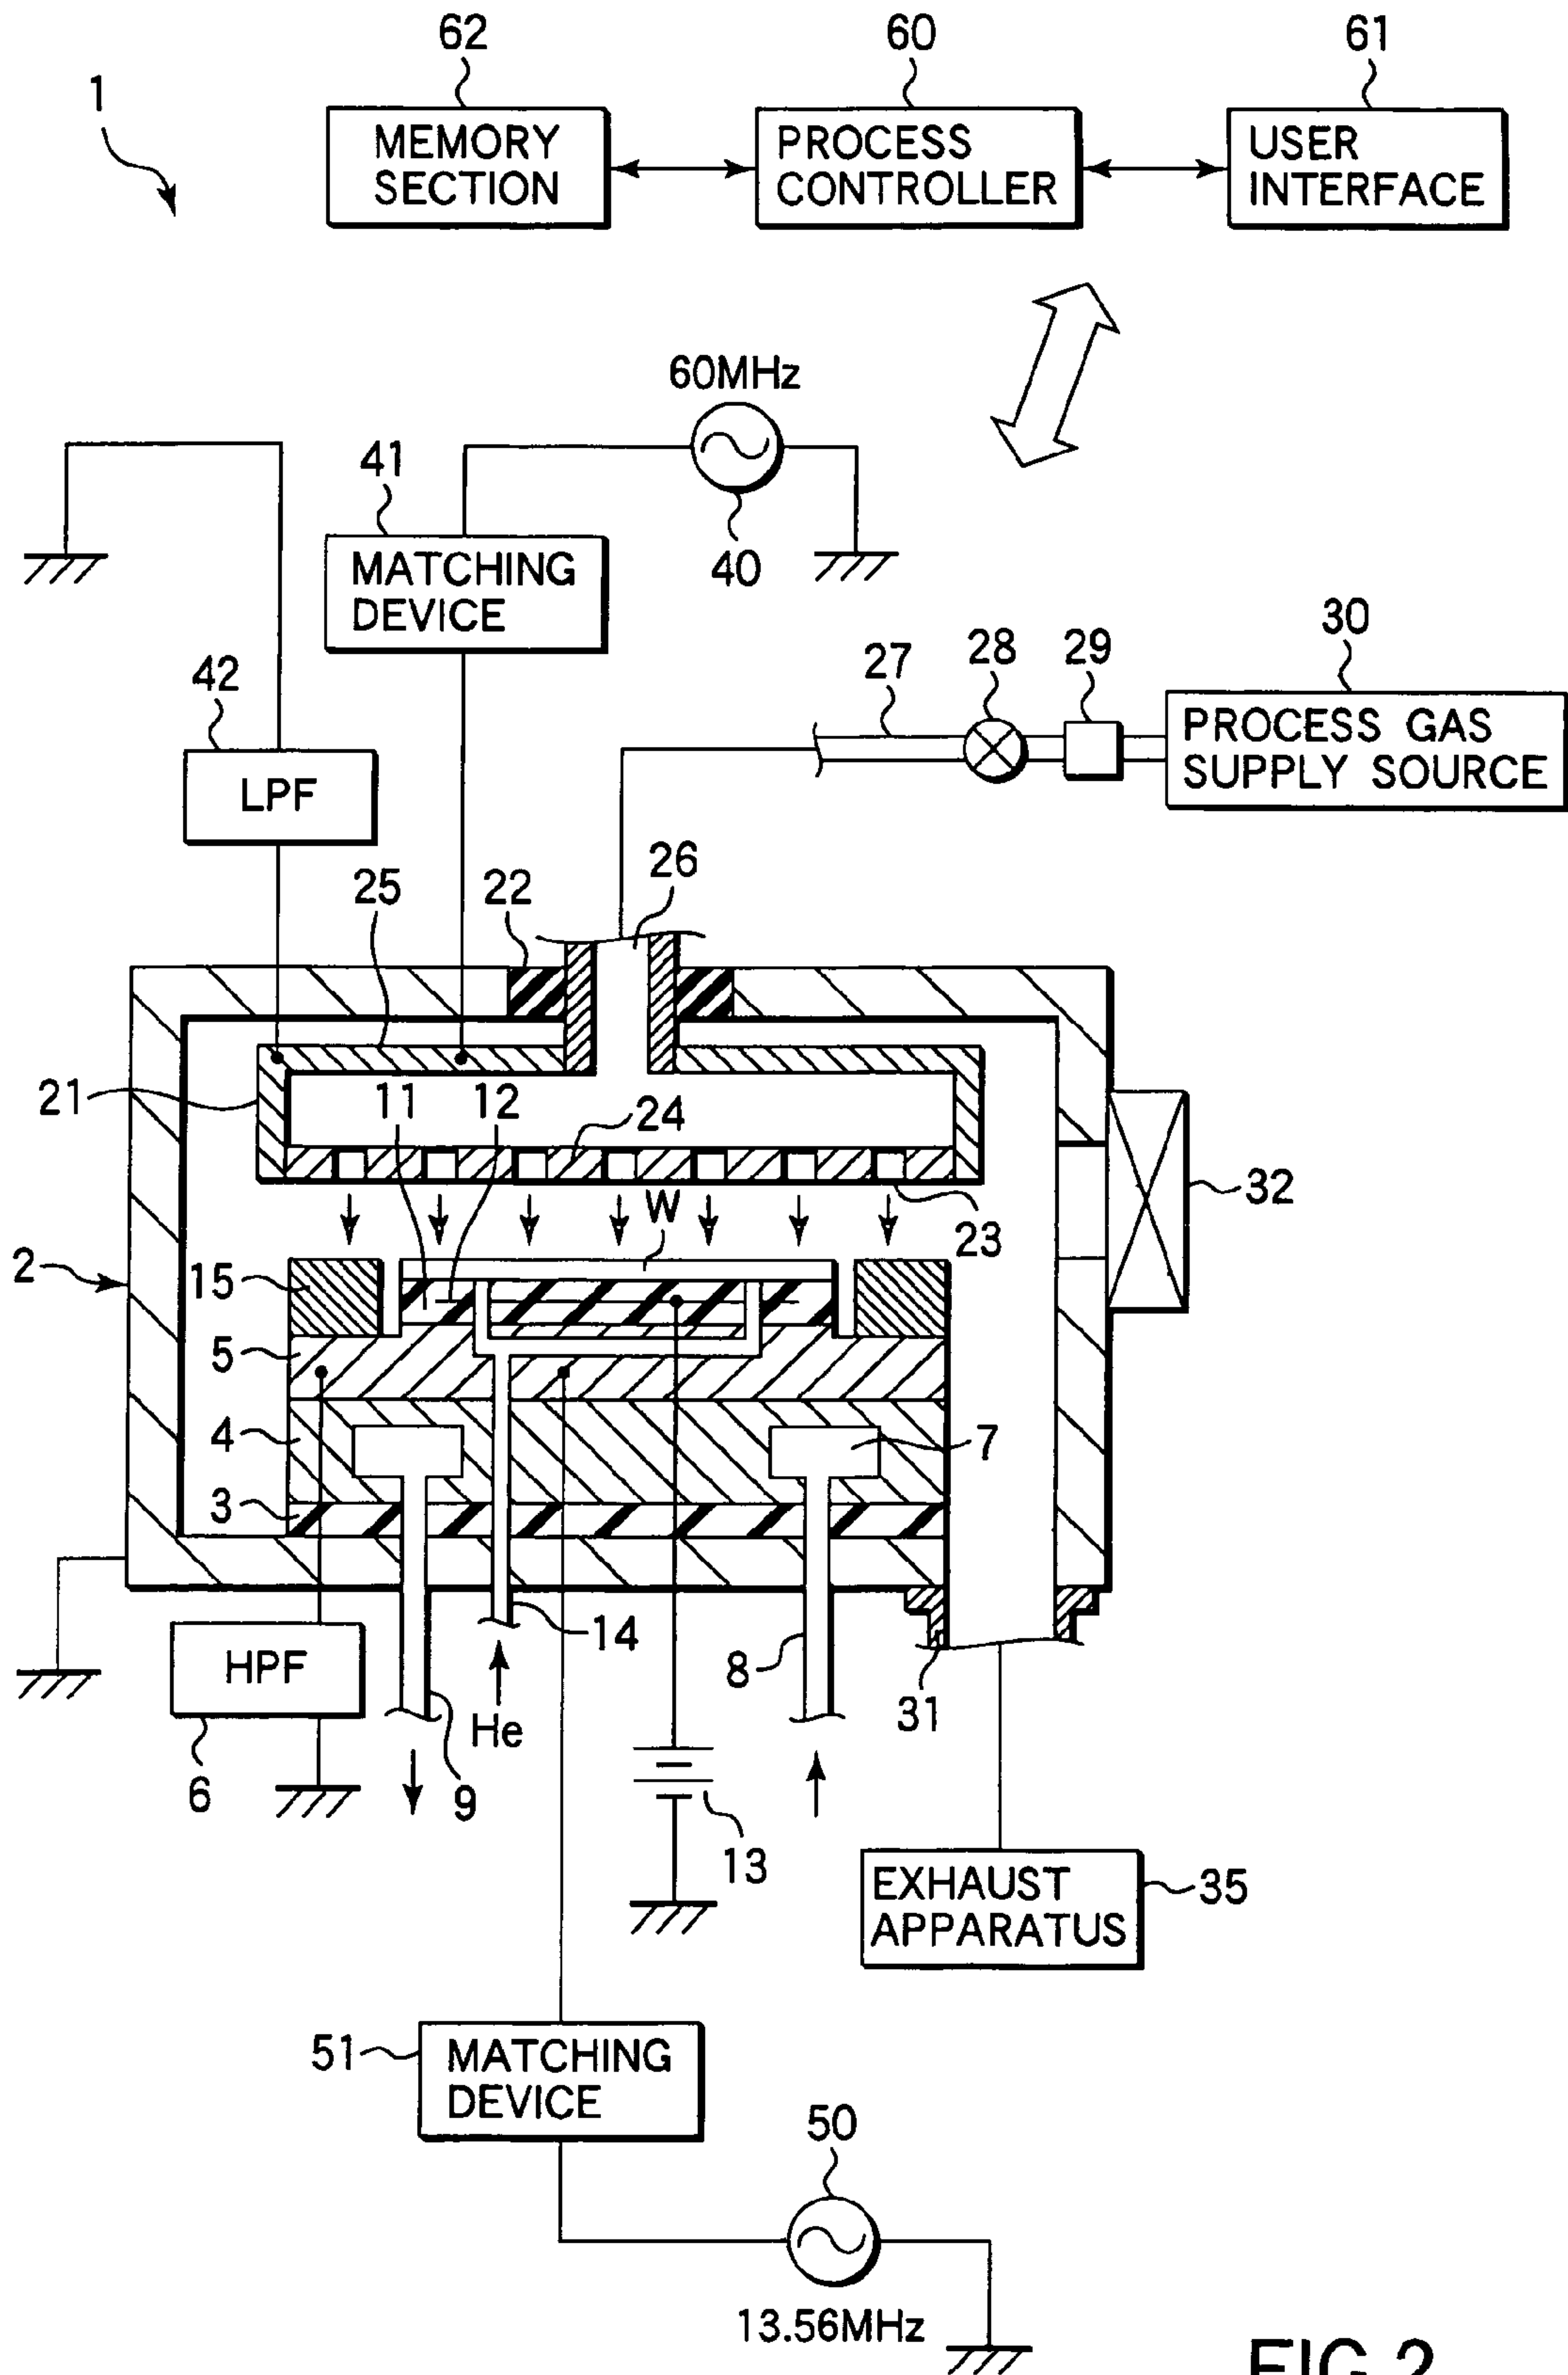 62
60
61
1
MEMORY
SECTION
PROCESS
CONTROLLER
USER
INTERFACE
60MHz
41
40
MATCHING
DEVICE
42
LPF
27
28
29
30
PROCESS GAS
SUPPLY SOURCE
25
22
26
21
11
12
24
W
23
32
2
15
5
4
7
3
14
8
31
HPF
6
9
He
13
EXHAUST
APPARATUS
35
51
MATCHING
DEVICE
50
13.56MHz
FIG.2